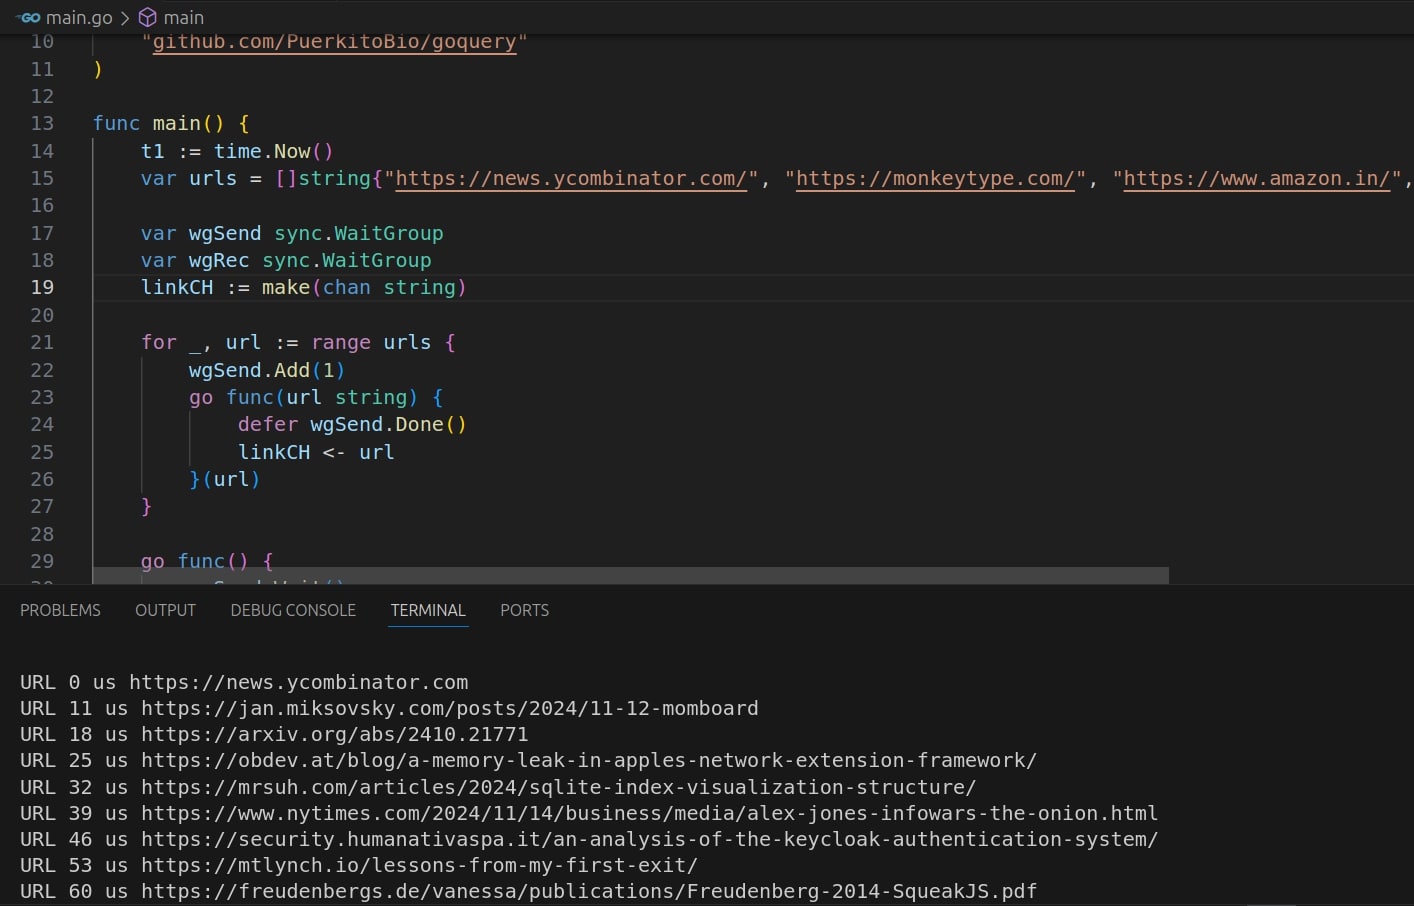 GO main.go > main
10 "github.com/PuerkitoBio/goquery"
11 )
12
13 func main() {
14 t1 := time.Now()
15 var urls = []string{"https://news.ycombinator.com/", "https://monkeytype.com/", "https://www.amazon.in/",
16
17 var wgSend sync.WaitGroup
18 var wgRec sync.WaitGroup
19 linkCH := make(chan string)
20
21 for _, url := range urls {
22 wgSend.Add(1)
23 go func(url string) {
24 defer wgSend.Done()
25 linkCH <- url
26 }(url)
27 }
28
29 go func() {
PROBLEMS OUTPUT DEBUG CONSOLE TERMINAL PORTS
URL 0 us https://news.ycombinator.com
URL 11 us https://jan.miksovsky.com/posts/2024/11-12-momboard
URL 18 us https://arxiv.org/abs/2410.21771
URL 25 us https://obdev.at/blog/a-memory-leak-in-apples-network-extension-framework/
URL 32 us https://mrsuh.com/articles/2024/sqlite-index-visualization-structure/
URL 39 us https://www.nytimes.com/2024/11/14/business/media/alex-jones-infowars-the-onion.html
URL 46 us https://security.humanativaspa.it/an-analysis-of-the-keycloak-authentication-system/
URL 53 us https://mtlynch.io/lessons-from-my-first-exit/
URL 60 us https://freudenbergs.de/vanessa/publications/Freudenberg-2014-SqueakJS.pdf